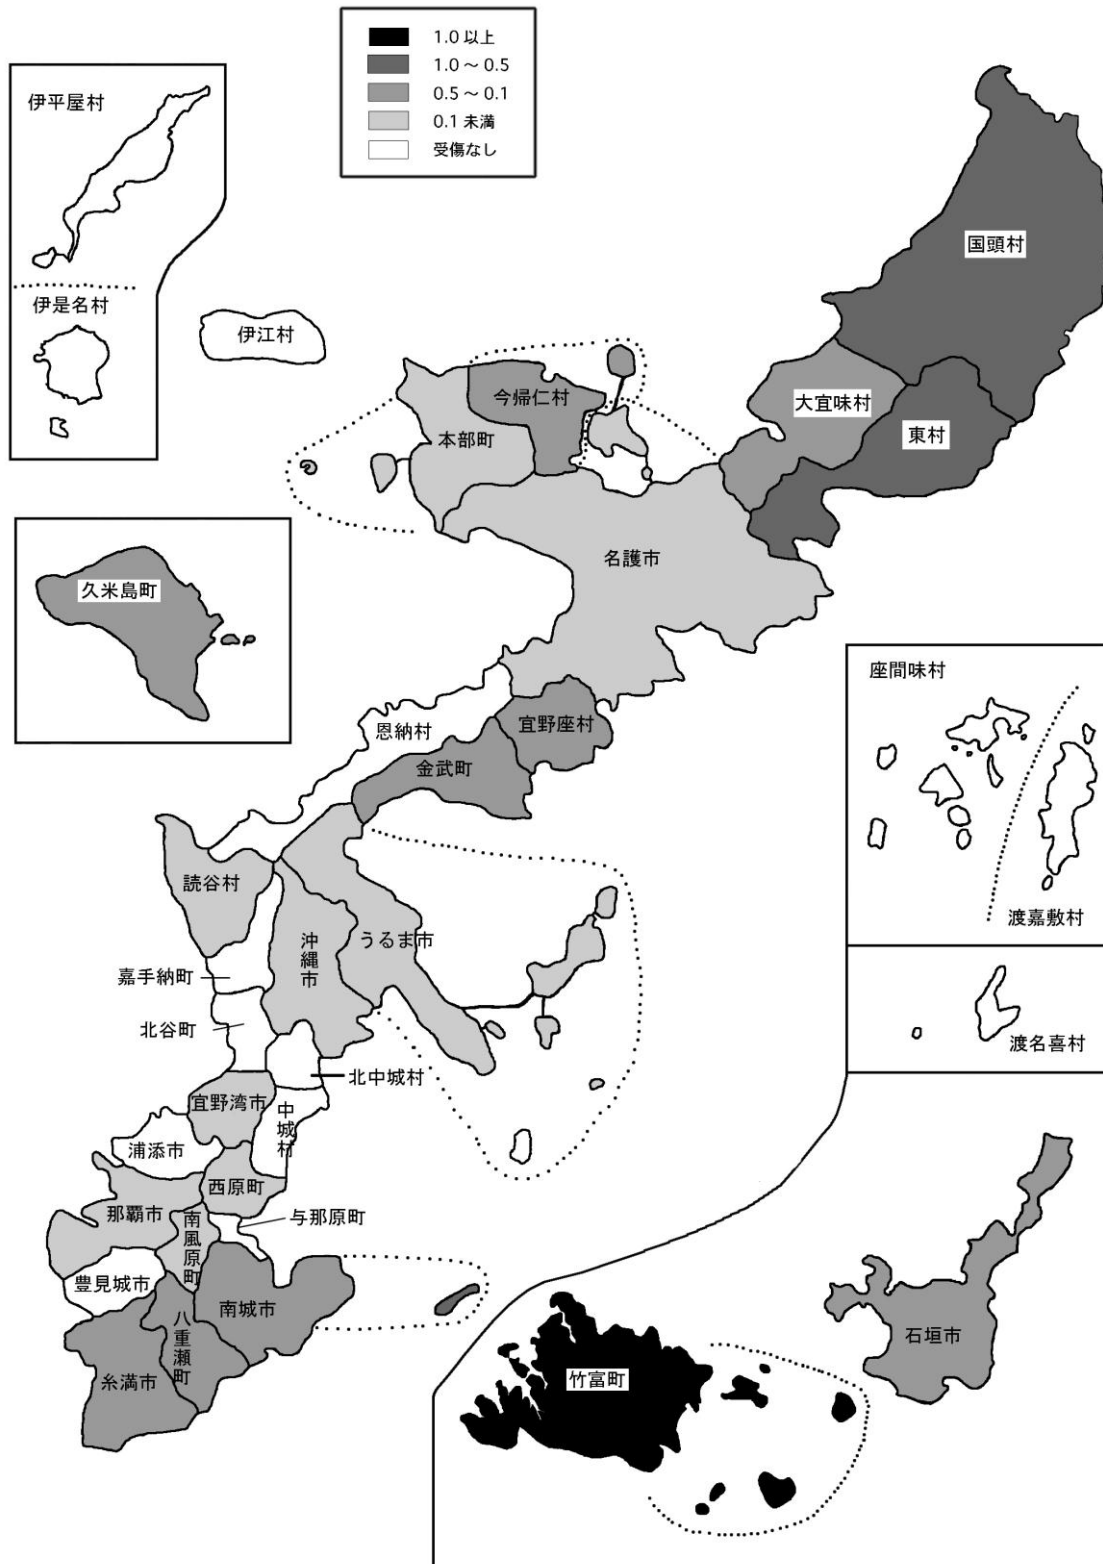 1.0 以上
1.0 ～ 0.5
0.5 ～ 0.1
0.1 未満
受傷なし
伊平屋村
伊是名村
伊江村
国頭村
今帰仁村
大宜味村
本部町
東村
名護市
久米島町
座間味村
恩納村
宜野座村
金武町
読谷村
渡嘉敷村
沖縄市
うるま市
嘉手納町
北谷町
渡名喜村
北中城村
宜野湾市
中城村
浦添市
西原町
那覇市
南風原町
与那原町
豊見城市
南城市
八重瀬町
糸満市
石垣市
竹富町